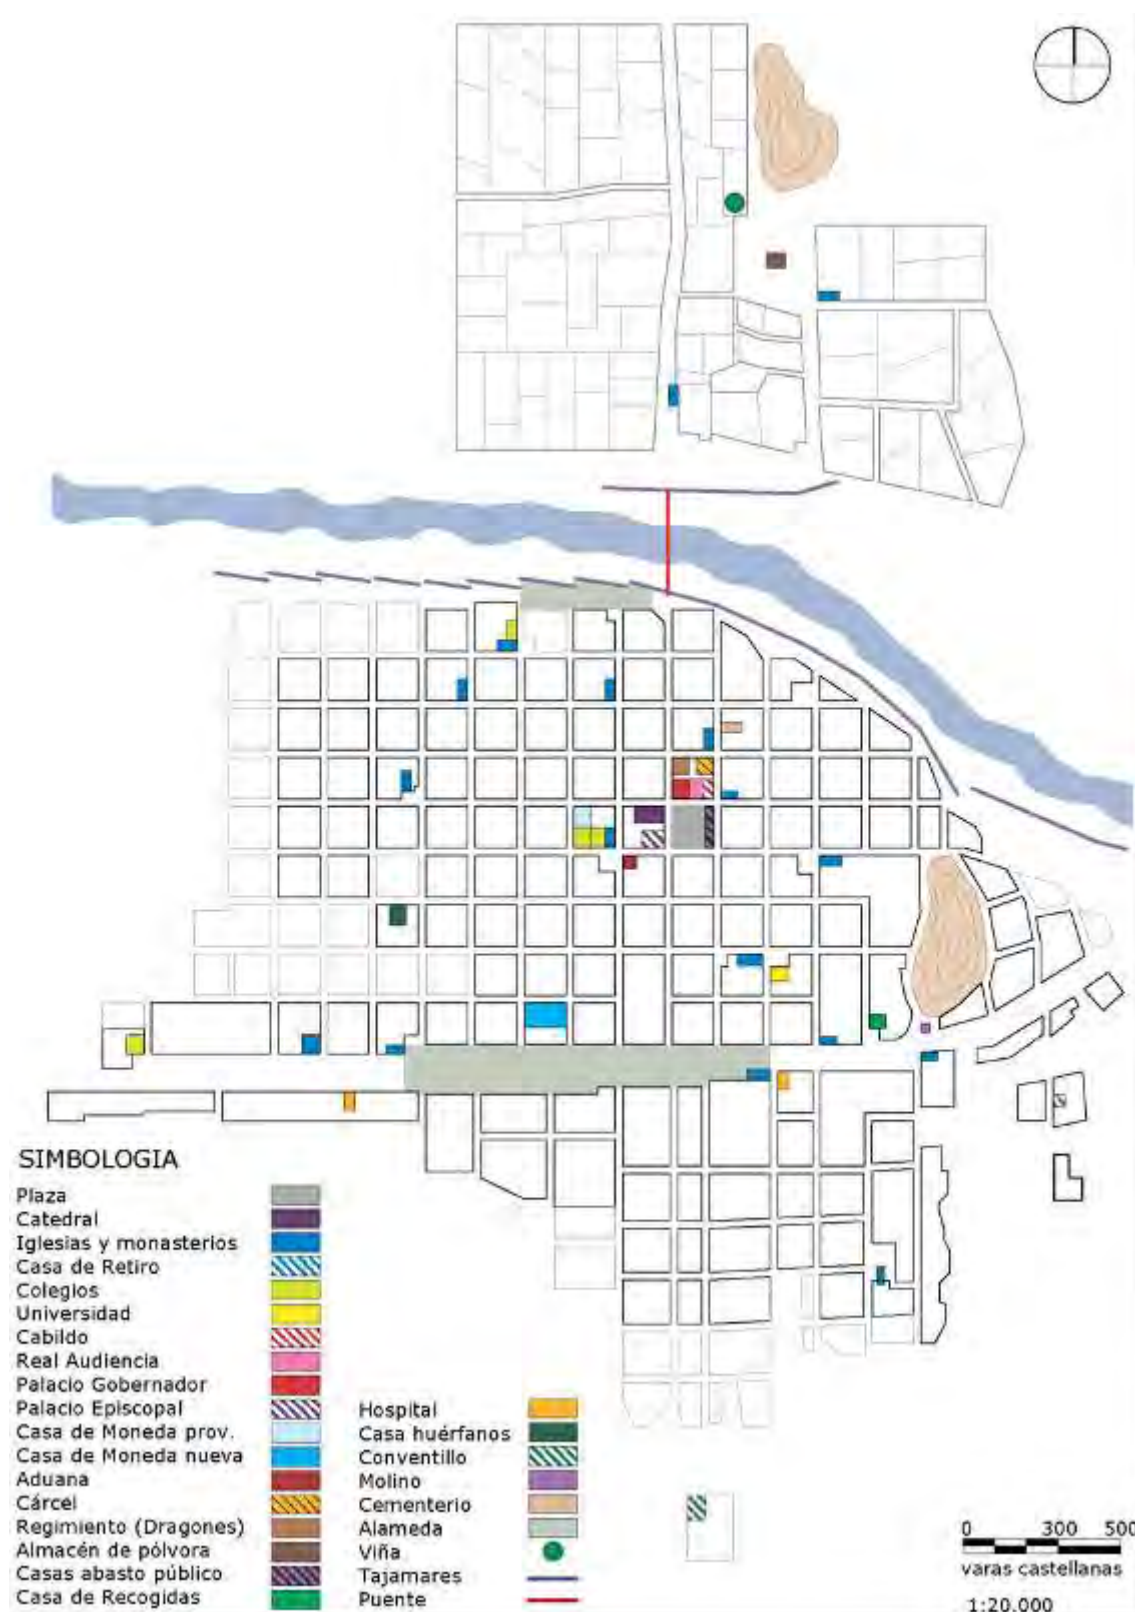 SIMBOLOGIA
Plaza
Catedral
Iglesias y monasterios
Casa de Retiro
Colegios
Universidad
Cabildo
Real Audiencia
Palacio Gobernador
Palacio Episcopal
Casa de Moneda prov.
Casa de Moneda nueva
Aduana
Cárcel
Regimiento (Dragones)
Almacén de pólvora
Casas abasto público
Casa de Recogidas
Hospital
Casa huérfanos
Conventillo
Molino
Cementerio
Alameda
Viña
Tajamares
Puente
0 300 500
varas castellanas
1:20.000